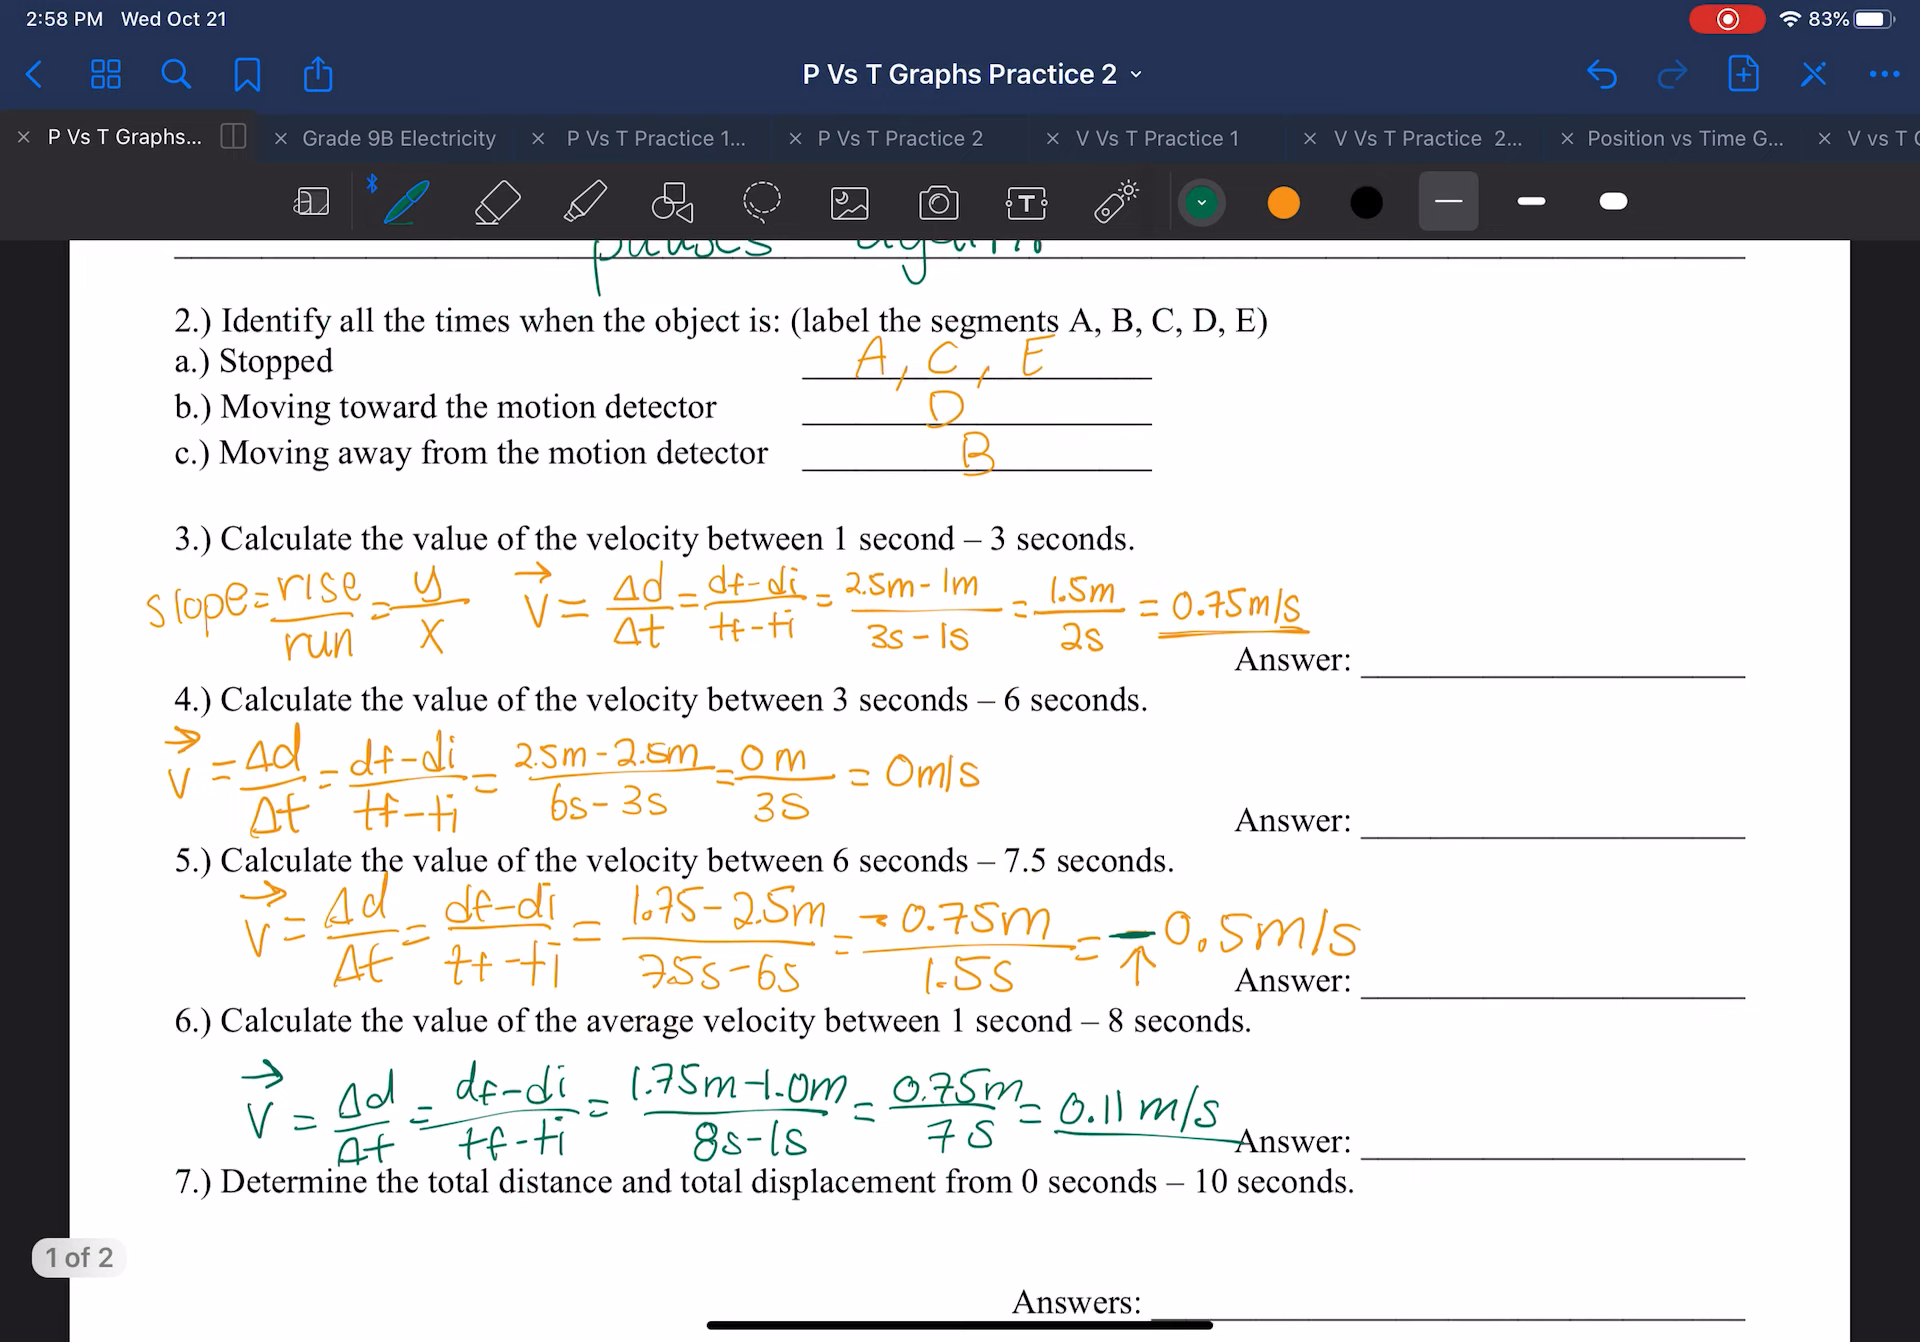 2:58 PM Wed Oct 21 83%
P Vs T Graphs Practice 2
P Vs T Graphs... Grade 9B Electricity P Vs T Practice 1... P Vs T Practice 2 V Vs T Practice 1 V Vs T Practice 2... Position vs Time G... V vs T
pauses again
2.) Identify all the times when the object is: (label the segments A, B, C, D, E)
a.) Stopped A, C, E
b.) Moving toward the motion detector D
c.) Moving away from the motion detector B
3.) Calculate the value of the velocity between 1 second – 3 seconds.
slope = rise/run = y/x v⃗ = Δd/Δt = df-di/tf-ti = 2.5m-1m/3s-1s = 1.5m/2s = 0.75m/s
Answer:
4.) Calculate the value of the velocity between 3 seconds – 6 seconds.
v⃗ = Δd/Δt = df-di/tf-ti = 2.5m-2.5m/6s-3s = 0m/3s = 0m/s
Answer:
5.) Calculate the value of the velocity between 6 seconds – 7.5 seconds.
v⃗ = Δd/Δt = df-di/tf-ti = 1.75-2.5m/7.5s-6s = -0.75m/1.5s = -0.5m/s
Answer:
6.) Calculate the value of the average velocity between 1 second – 8 seconds.
v⃗ = Δd/Δt = df-di/tf-ti = 1.75m-1.0m/8s-1s = 0.75m/7s = 0.11 m/s
Answer:
7.) Determine the total distance and total displacement from 0 seconds – 10 seconds.
1 of 2
Answers: